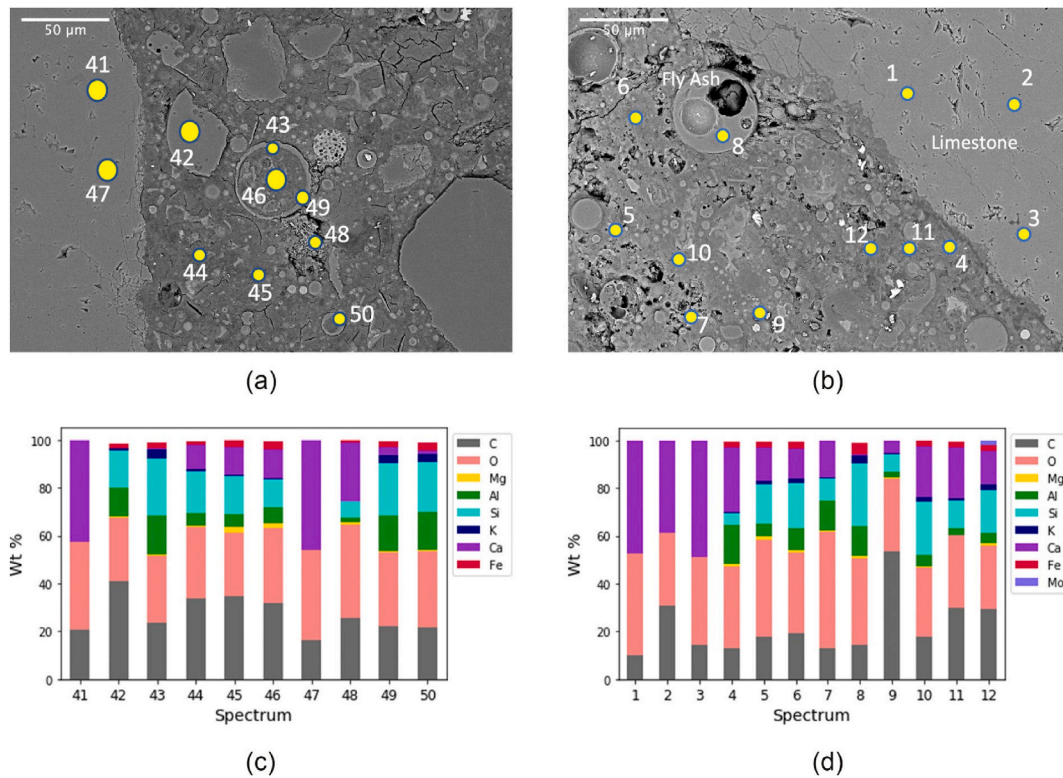 50 μm
41
42
43
46
47
49
48
44
45
50
(a)
50 μm
Fly Ash
6
8
1
2
Limestone
3
5
10
12
11
4
7
9
(b)
Wt %
100
80
60
40
20
0
41 42 43 44 45 46 47 48 49 50
Spectrum
C
O
Mg
Al
Si
K
Ca
Fe
(c)
Wt %
100
80
60
40
20
0
1 2 3 4 5 6 7 8 9 10 11 12
Spectrum
C
O
Mg
Al
Si
K
Ca
Fe
Mo
(d)